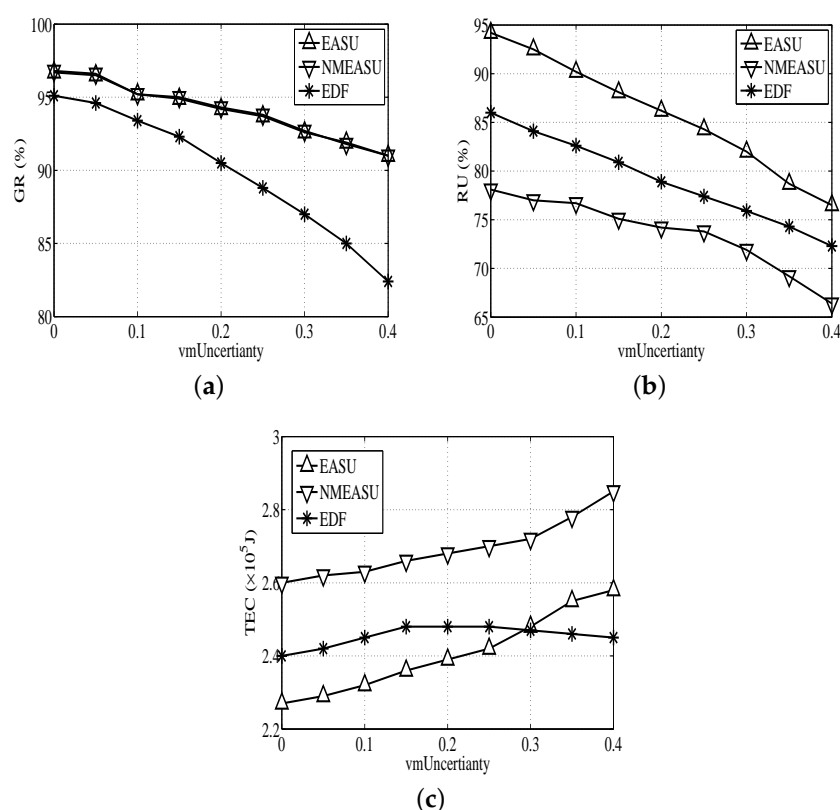 100
95
90
85
80
GR (%)
EASU
NMEASU
EDF
0 0.1 0.2 0.3 0.4
vmUncertianty
(a)
95
90
85
80
75
70
65
RU (%)
EASU
NMEASU
EDF
0 0.1 0.2 0.3 0.4
vmUncertianty
(b)
3
2.8
2.6
2.4
2.2
TEC (×10⁵J)
EASU
NMEASU
EDF
0 0.1 0.2 0.3 0.4
vmUncertianty
(c)